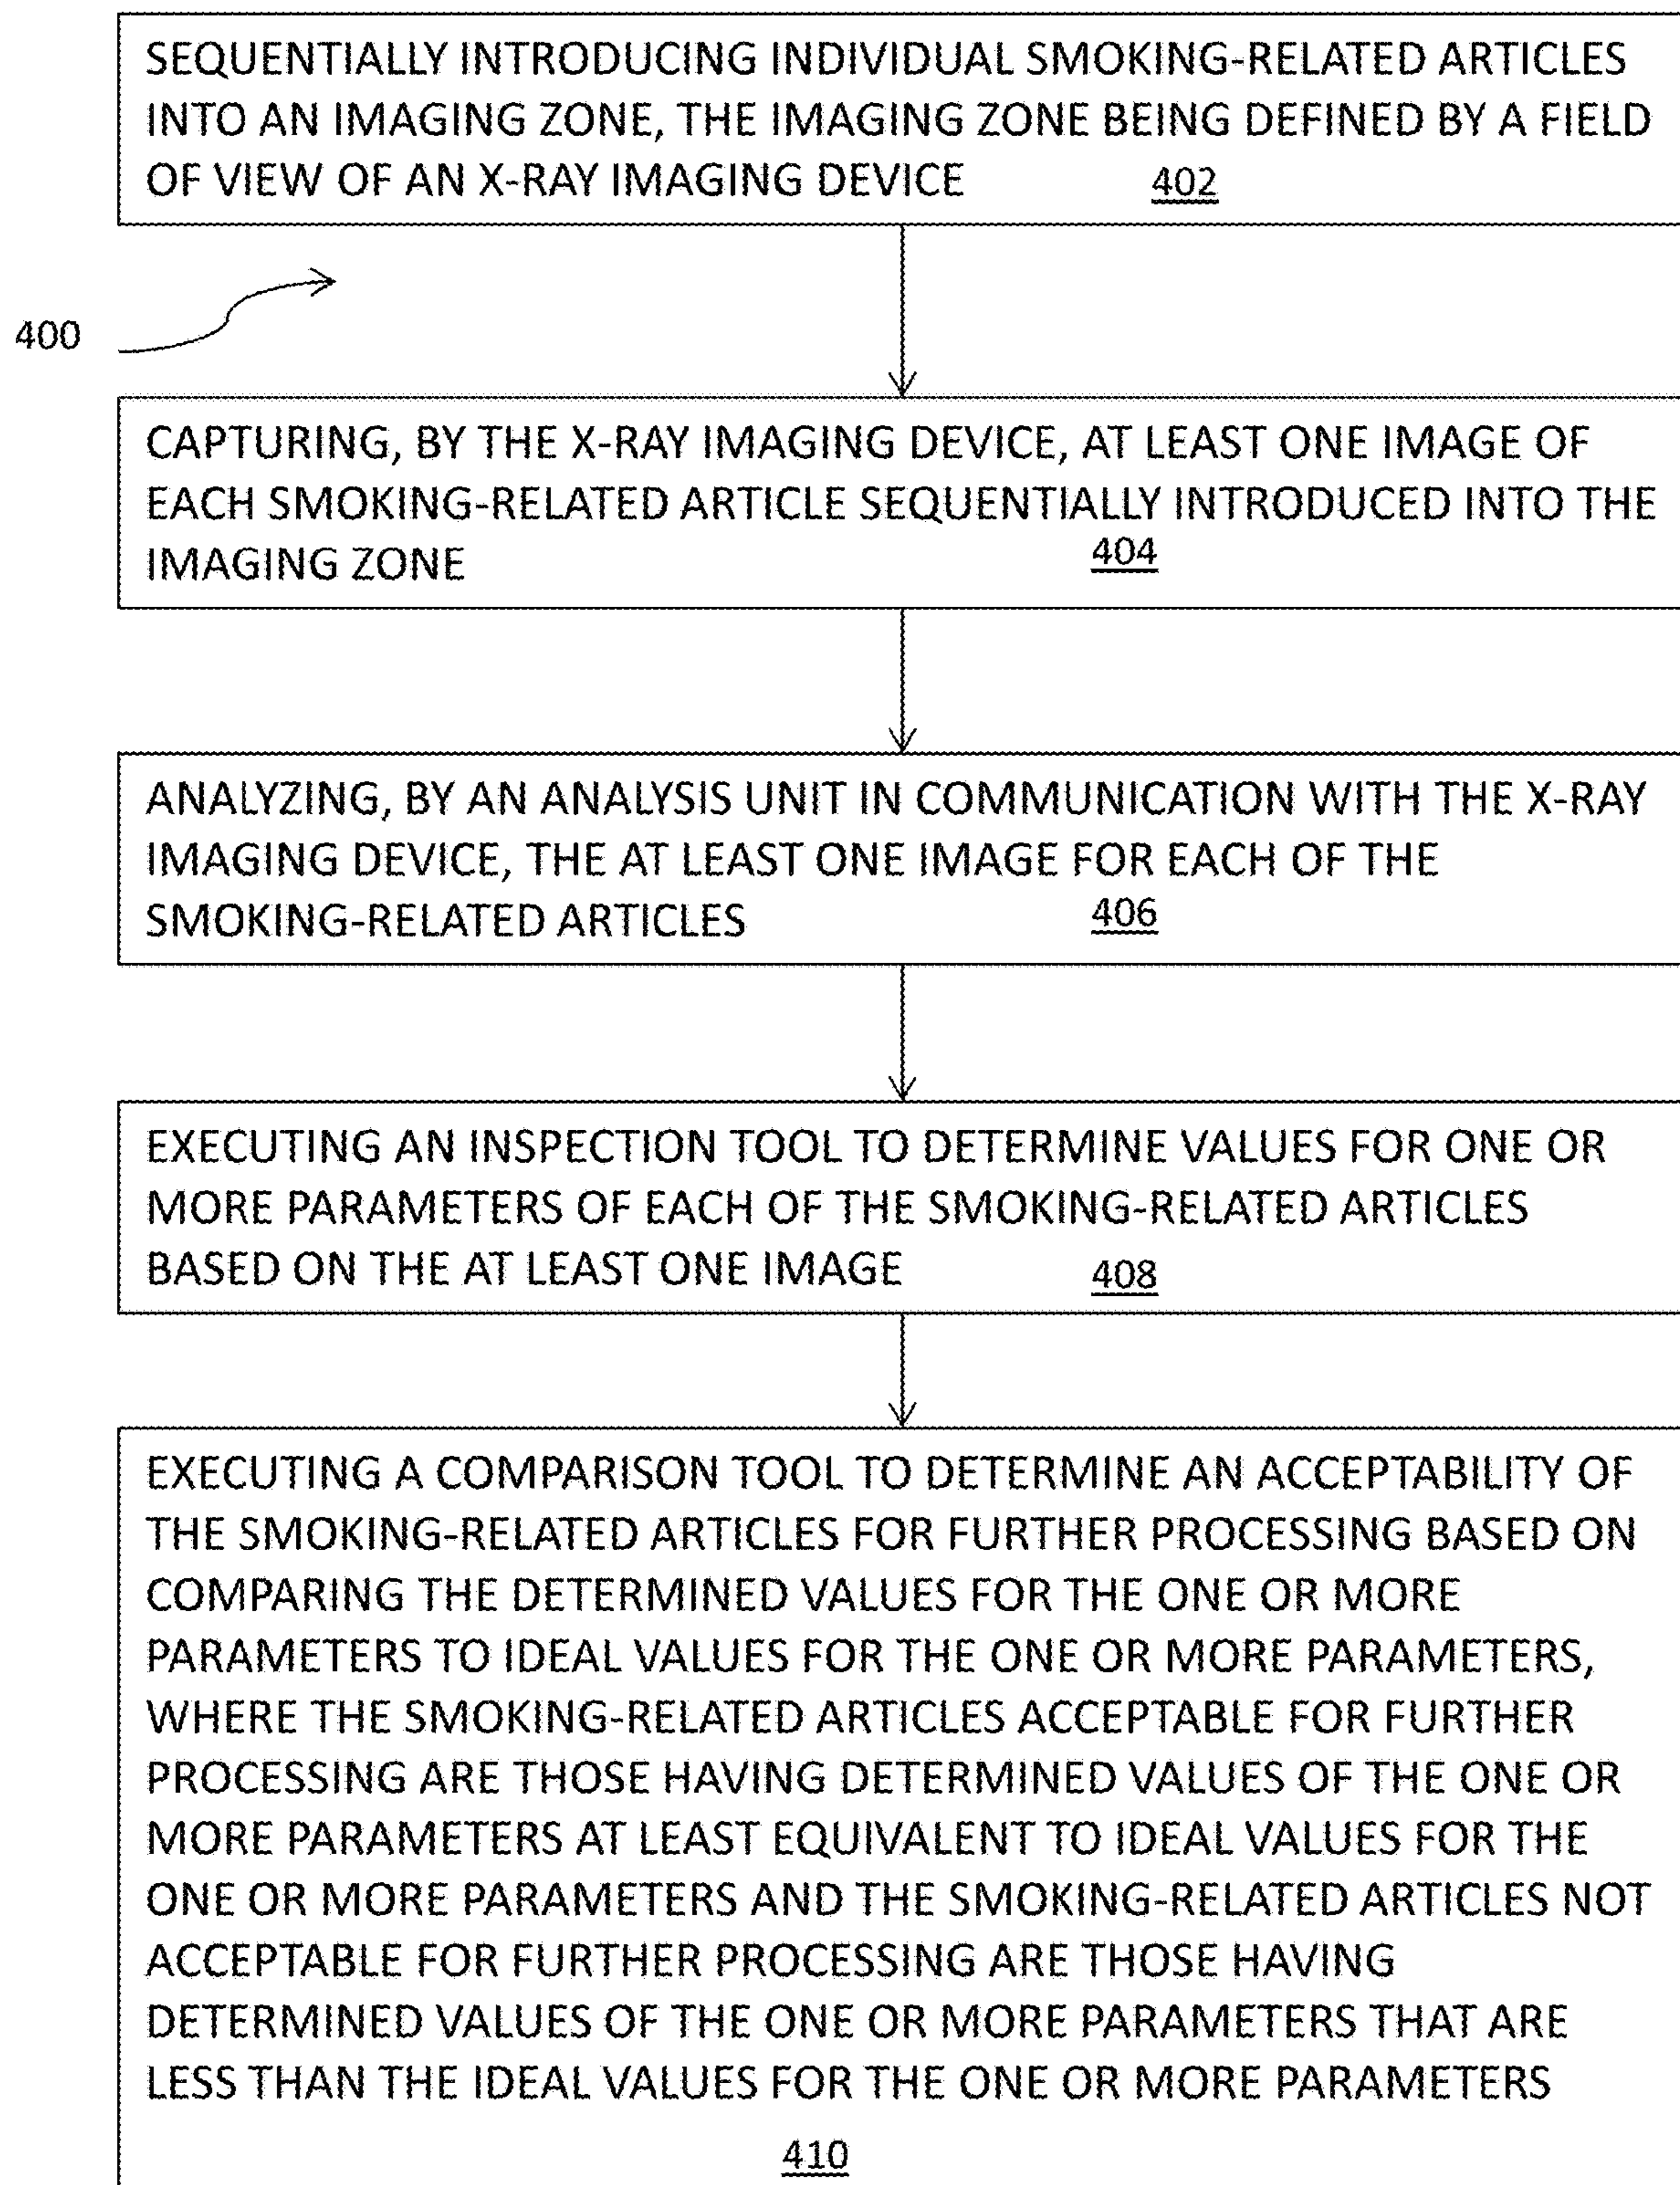 SEQUENTIALLY INTRODUCING INDIVIDUAL SMOKING-RELATED ARTICLES
INTO AN IMAGING ZONE, THE IMAGING ZONE BEING DEFINED BY A FIELD
OF VIEW OF AN X-RAY IMAGING DEVICE 402
400
CAPTURING, BY THE X-RAY IMAGING DEVICE, AT LEAST ONE IMAGE OF
EACH SMOKING-RELATED ARTICLE SEQUENTIALLY INTRODUCED INTO THE
IMAGING ZONE 404
ANALYZING, BY AN ANALYSIS UNIT IN COMMUNICATION WITH THE X-RAY
IMAGING DEVICE, THE AT LEAST ONE IMAGE FOR EACH OF THE
SMOKING-RELATED ARTICLES 406
EXECUTING AN INSPECTION TOOL TO DETERMINE VALUES FOR ONE OR
MORE PARAMETERS OF EACH OF THE SMOKING-RELATED ARTICLES
BASED ON THE AT LEAST ONE IMAGE 408
EXECUTING A COMPARISON TOOL TO DETERMINE AN ACCEPTABILITY OF
THE SMOKING-RELATED ARTICLES FOR FURTHER PROCESSING BASED ON
COMPARING THE DETERMINED VALUES FOR THE ONE OR MORE
PARAMETERS TO IDEAL VALUES FOR THE ONE OR MORE PARAMETERS,
WHERE THE SMOKING-RELATED ARTICLES ACCEPTABLE FOR FURTHER
PROCESSING ARE THOSE HAVING DETERMINED VALUES OF THE ONE OR
MORE PARAMETERS AT LEAST EQUIVALENT TO IDEAL VALUES FOR THE
ONE OR MORE PARAMETERS AND THE SMOKING-RELATED ARTICLES NOT
ACCEPTABLE FOR FURTHER PROCESSING ARE THOSE HAVING
DETERMINED VALUES OF THE ONE OR MORE PARAMETERS THAT ARE
LESS THAN THE IDEAL VALUES FOR THE ONE OR MORE PARAMETERS
410